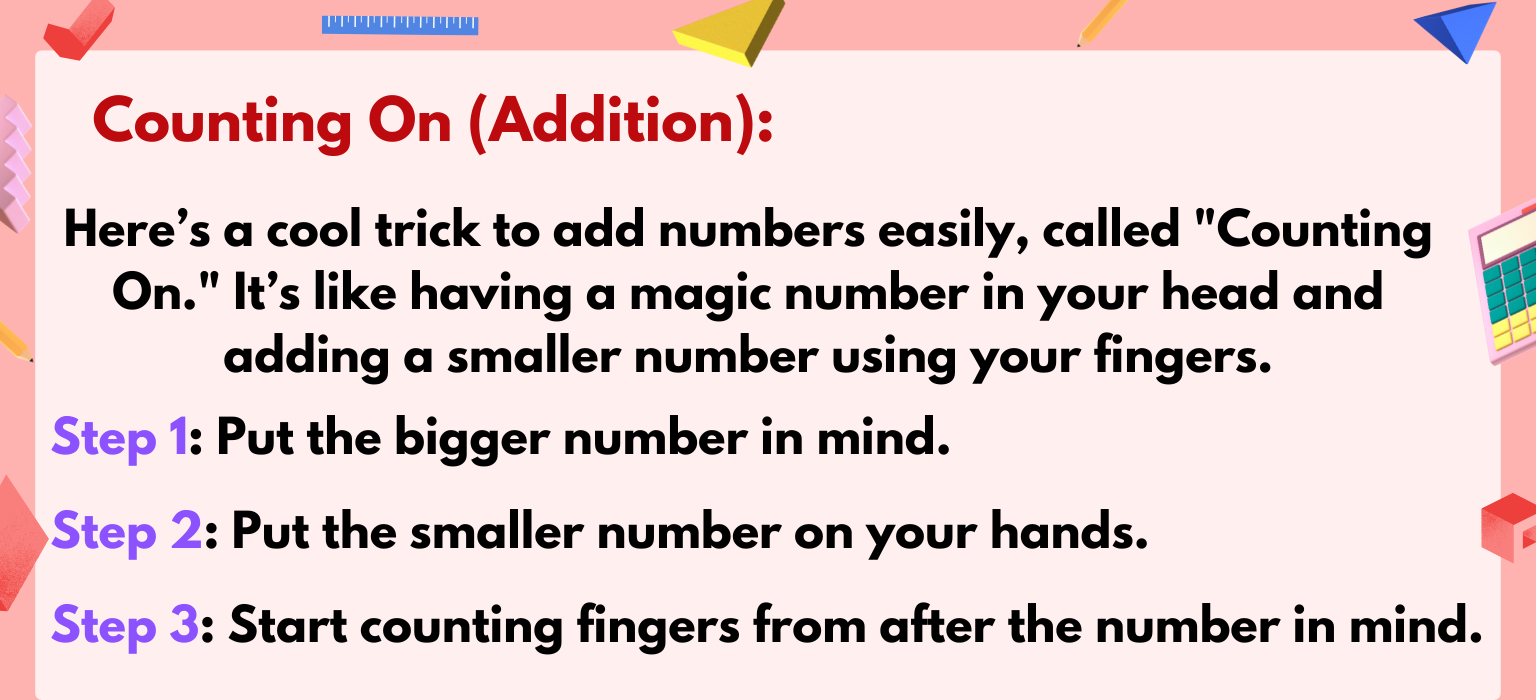 Counting On (Addition):
Here’s a cool trick to add numbers easily, called "Counting
On." It’s like having a magic number in your head and
adding a smaller number using your fingers.
Step 1: Put the bigger number in mind.
Step 2: Put the smaller number on your hands.
Step 3: Start counting fingers from after the number in mind.